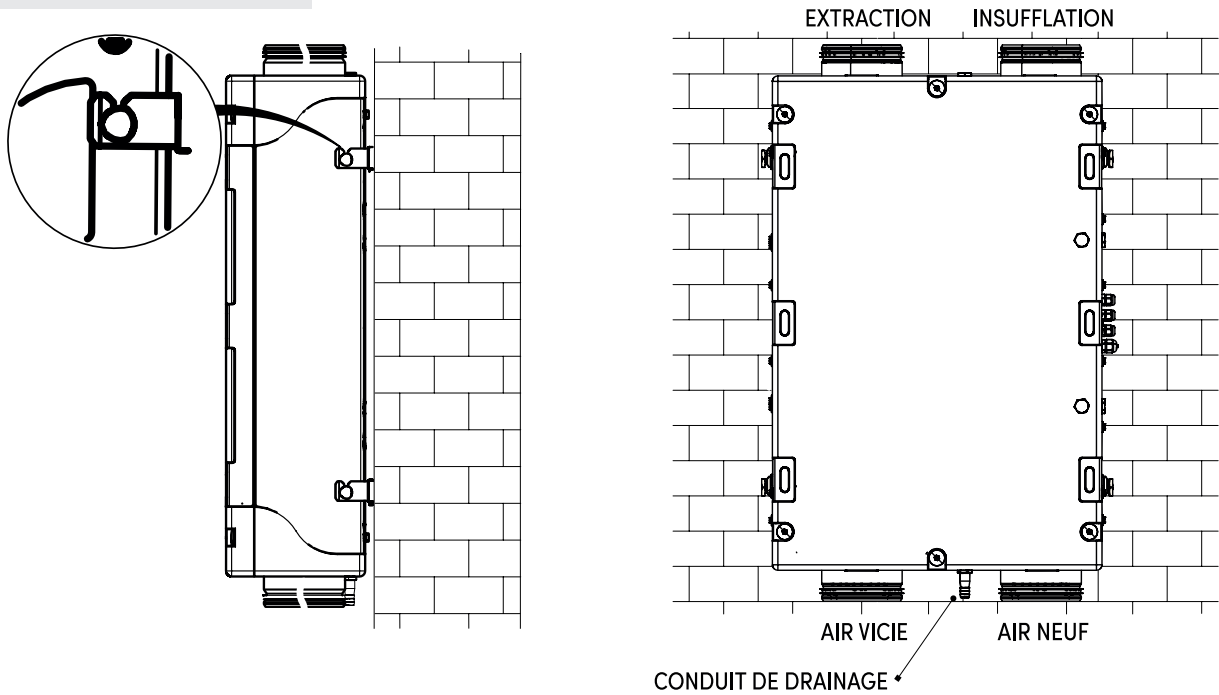 EXTRACTION INSUFFLATION
AIR VICIE AIR NEUF
CONDUIT DE DRAINAGE